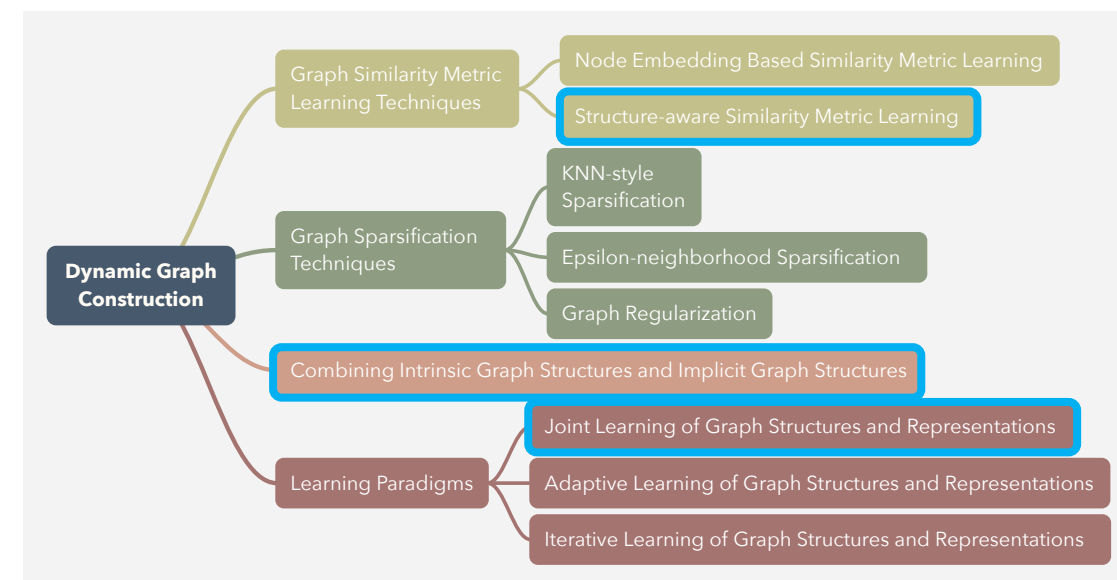 Graph Similarity Metric
Learning Techniques
Node Embedding Based Similarity Metric Learning
Structure-aware Similarity Metric Learning
Dynamic Graph
Construction
Graph Sparsification
Techniques
KNN-style
Sparsification
Epsilon-neighborhood Sparsification
Graph Regularization
Combining Intrinsic Graph Structures and Implicit Graph Structures
Learning Paradigms
Joint Learning of Graph Structures and Representations
Adaptive Learning of Graph Structures and Representations
Iterative Learning of Graph Structures and Representations